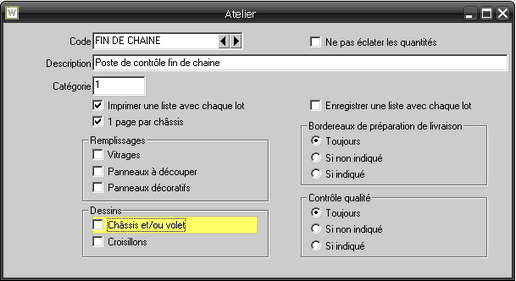 W
Atelier
Code FIN DE CHAINE
Ne pas éclater les quantités
Description Poste de contrôle fin de chaine
Catégorie 1
Imprimer une liste avec chaque lot
Enregistrer une liste avec chaque lot
1 page par châssis
Remplissages
Vitrages
Panneaux à découper
Panneaux décoratifs
Bordereaux de préparation de livraison
Toujours
Si non indiqué
Si indiqué
Dessins
Châssis et/ou volet
Croisillons
Contrôle qualité
Toujours
Si non indiqué
Si indiqué